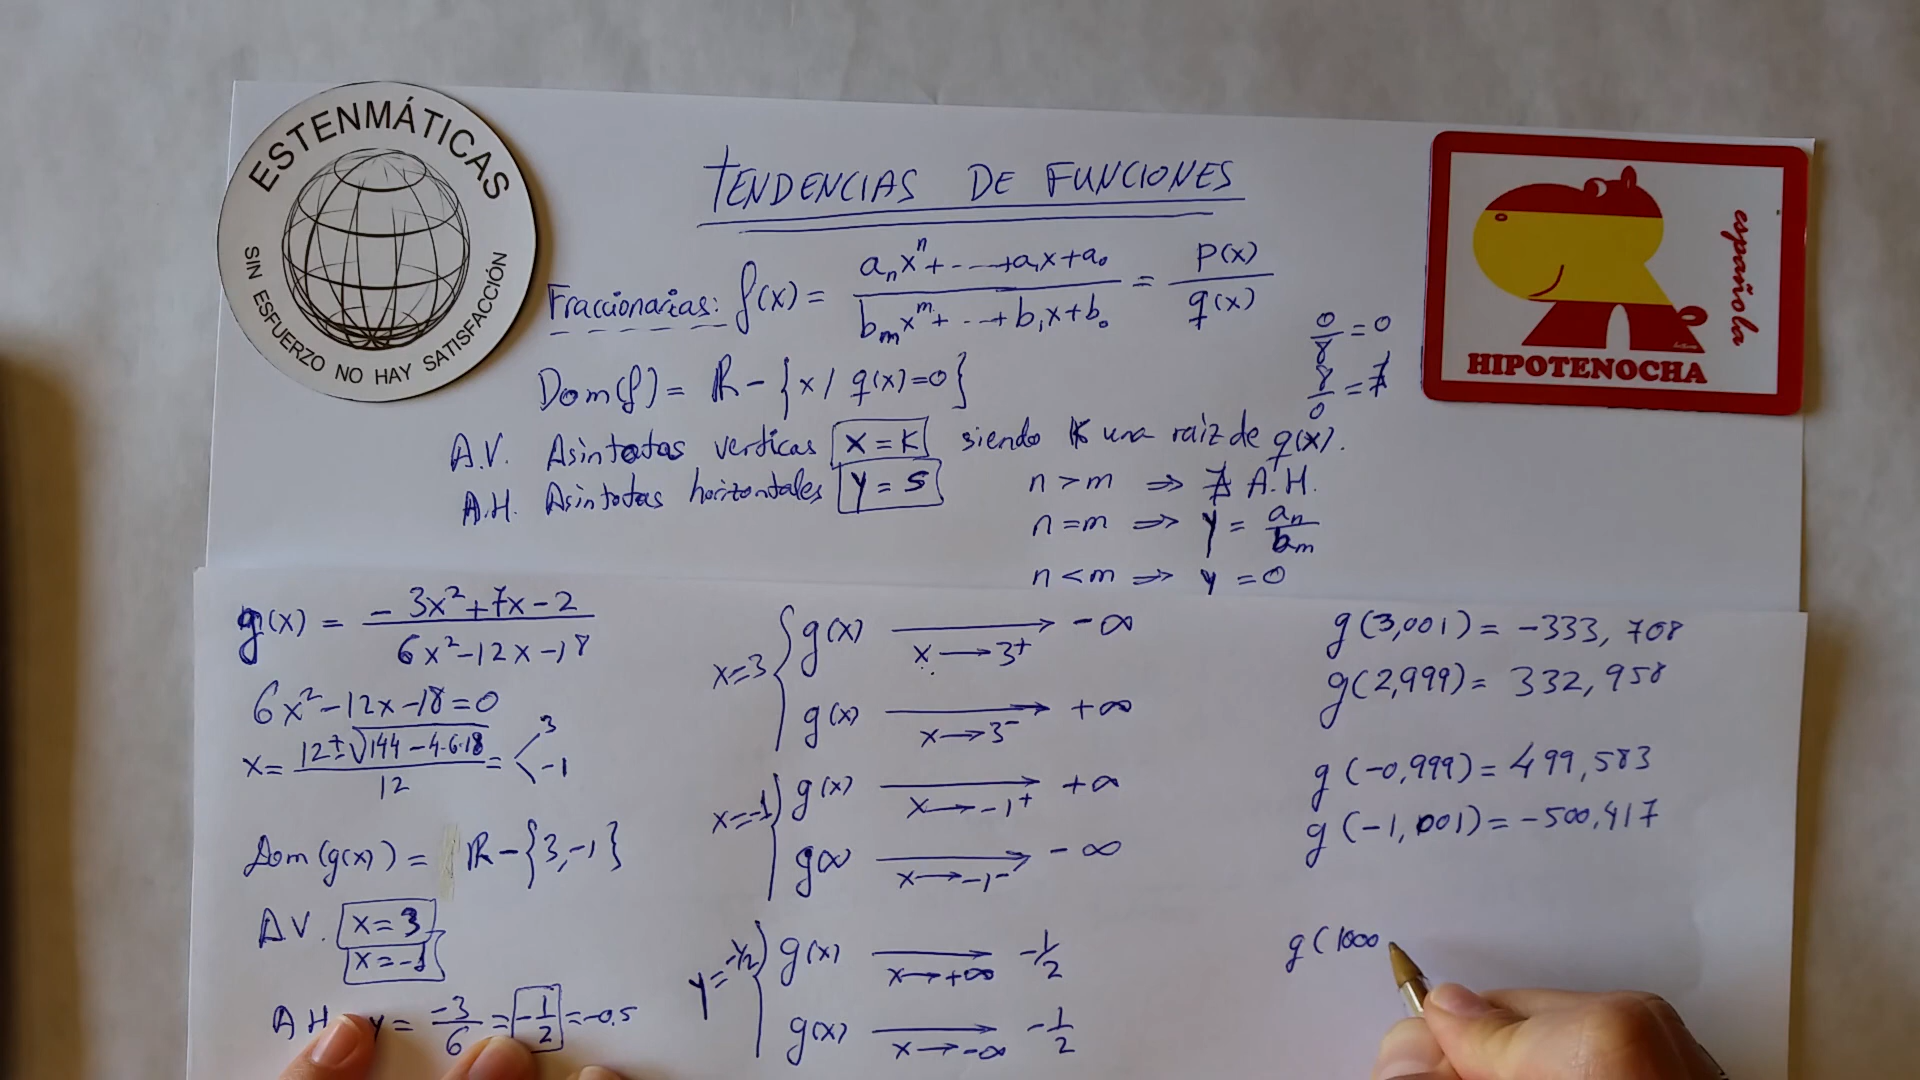 ESTENMÁTICAS
SIN ESFUERZO NO HAY SATISFACCIÓN
TENDENCIAS DE FUNCIONES
española
HIPOTENOCHA
Fraccionarias: f(x) = (aₙxⁿ + ---- + a₁x + a₀) / (bₘxᵐ + --- + b₁x + b₀) = p(x) / q(x)
0/8 = 0
8/0 = ∄
Dom(f) = ℝ - {x / q(x)=0}
A.V. Asintotas verticas x = K siendo K una raiz de q(x).
A.H. Asintotas horizontales y = s
n > m ⇒ ∄ A.H.
n = m ⇒ y = aₙ/bₘ
n < m ⇒ y = 0
g(x) = (-3x²+7x-2) / (6x²-12x-18)
6x²-12x-18=0
x = (12±√(144-4·6·18)) / 12 = < 3
-1
Dom(g(x)) = ℝ - {3,-1}
AV. x=3
x=-1
AH. y = -3/6 = -1/2 = -0.5
x=3 { g(x) → -∞
x → 3⁺
g(x) → +∞
x → 3⁻
x=-1 { g(x) → +∞
x → -1⁺
g(x) → -∞
x → -1⁻
y=-1/2 { g(x) → -1/2
x → +∞
g(x) → -1/2
x → -∞
g(3,001) = -333,708
g(2,999) = 332,958
g(-0,999) = 499,583
g(-1,001) = -500,417
g(1000